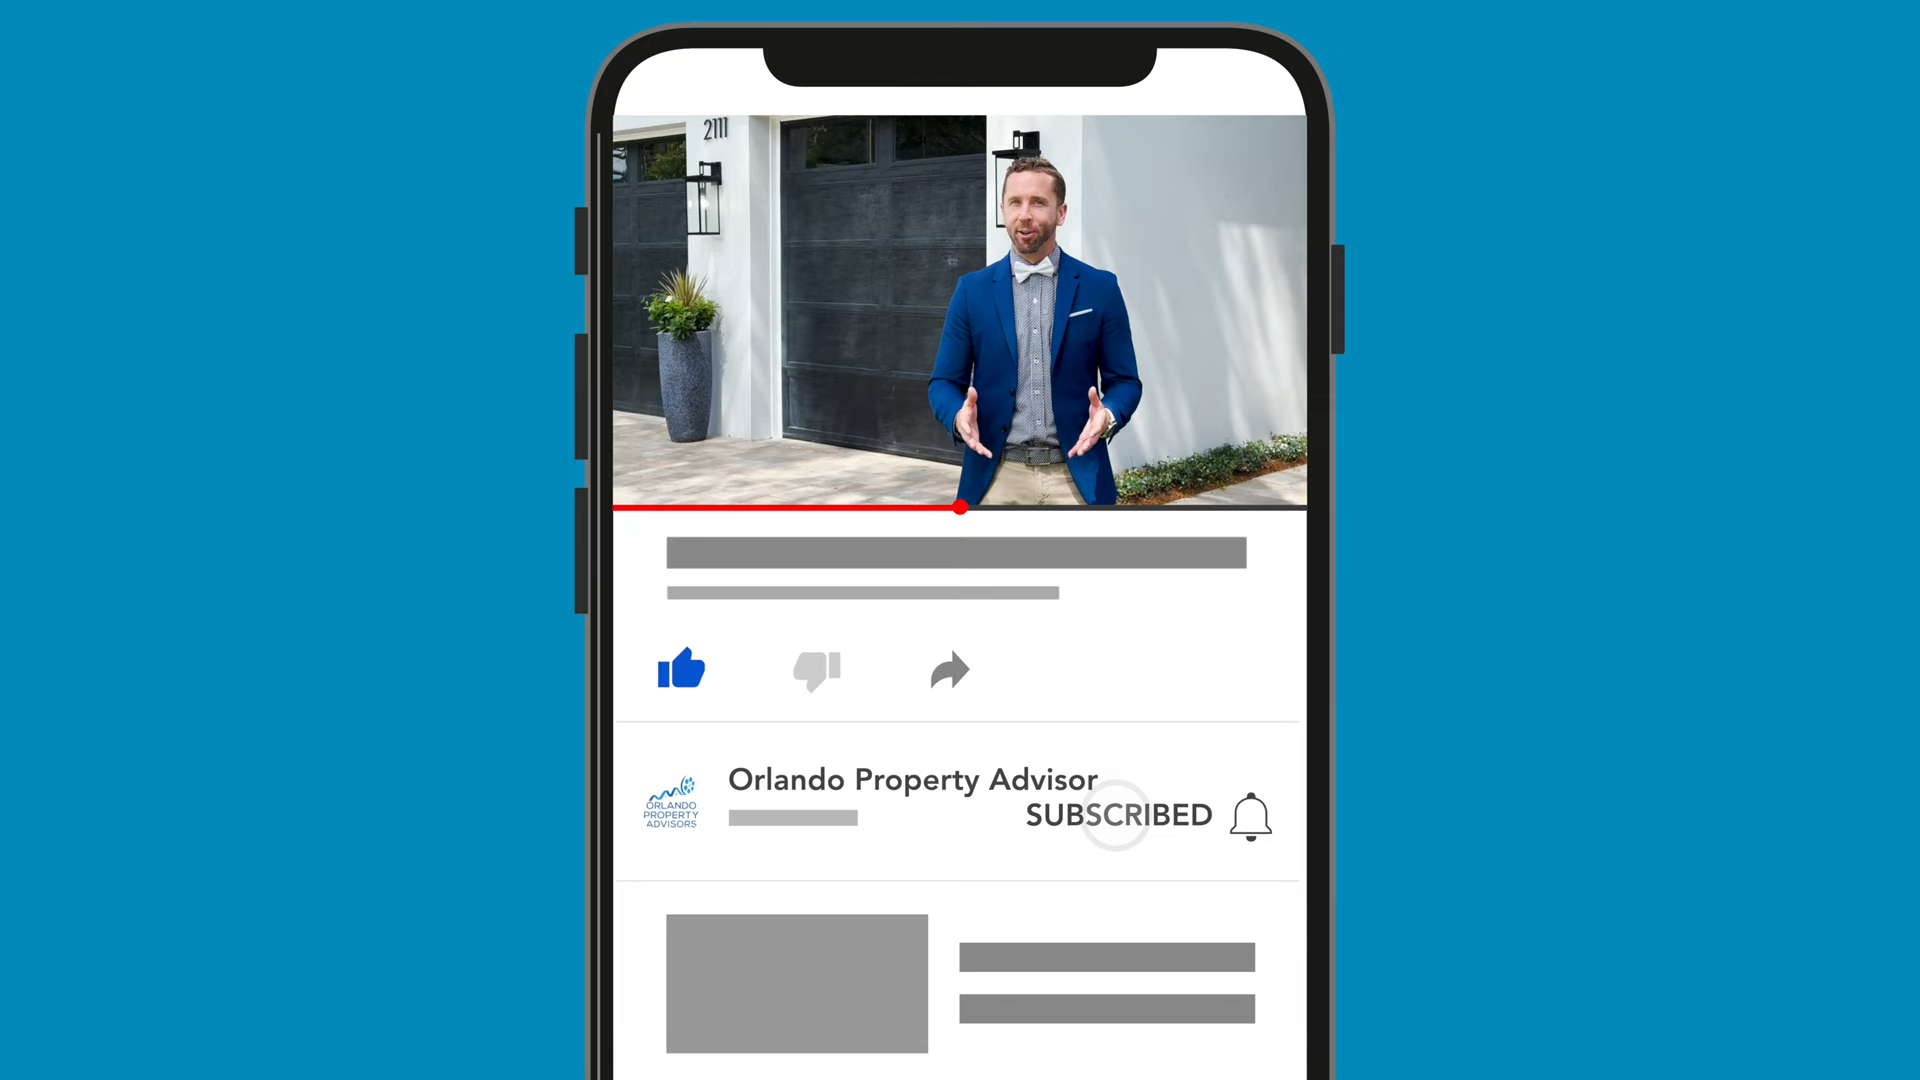 2111
Orlando Property Advisor
SUBSCRIBED
ORLANDO
PROPERTY
ADVISORS